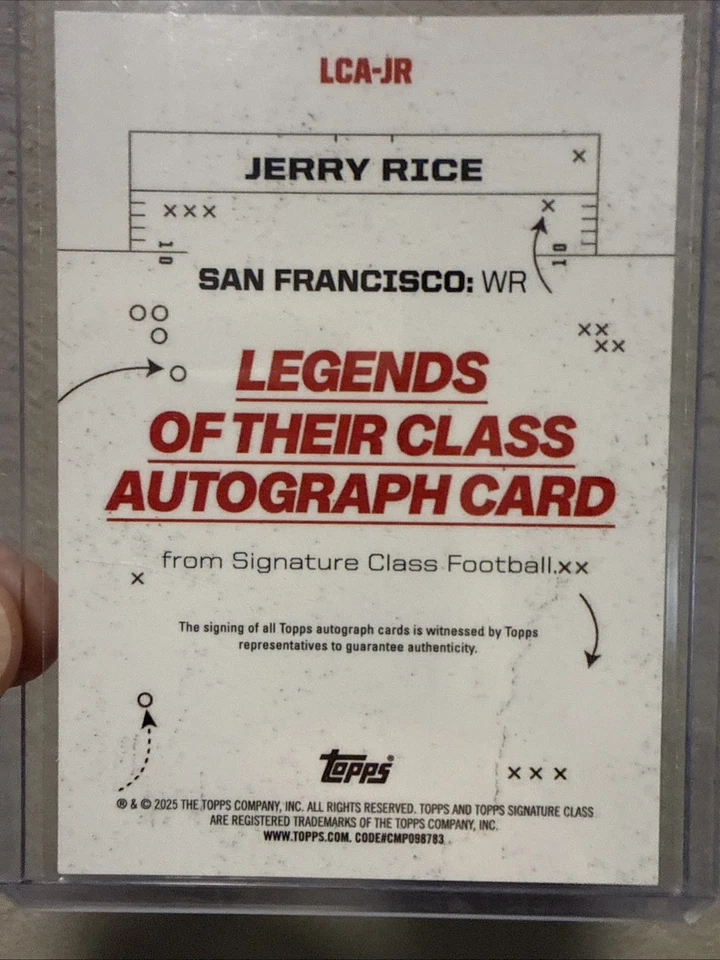 LCA-JR
JERRY RICE
10 10
SAN FRANCISCO: WR
LEGENDS
OF THEIR CLASS
AUTOGRAPH CARD
from Signature Class Football.
The signing of all Topps autograph cards is witnessed by Topps
representatives to guarantee authenticity.
topps®
® & © 2025 THE TOPPS COMPANY, INC. ALL RIGHTS RESERVED. TOPPS AND TOPPS SIGNATURE CLASS
ARE REGISTERED TRADEMARKS OF THE TOPPS COMPANY, INC.
WWW.TOPPS.COM. CODE#CMP098783